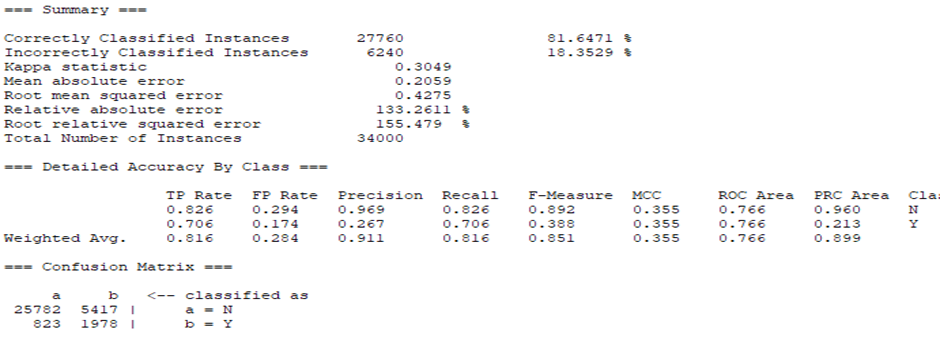 === Summary ===
Correctly Classified Instances 27760 81.6471 %
Incorrectly Classified Instances 6240 18.3529 %
Kappa statistic 0.3049
Mean absolute error 0.2059
Root mean squared error 0.4275
Relative absolute error 133.2611 %
Root relative squared error 155.479 %
Total Number of Instances 34000
=== Detailed Accuracy By Class ===
TP Rate FP Rate Precision Recall F-Measure MCC ROC Area PRC Area Clas
0.826 0.294 0.969 0.826 0.892 0.355 0.766 0.960 N
0.706 0.174 0.267 0.706 0.388 0.355 0.766 0.213 Y
Weighted Avg. 0.816 0.284 0.911 0.816 0.851 0.355 0.766 0.899
=== Confusion Matrix ===
a b <-- classified as
25782 5417 | a = N
823 1978 | b = Y